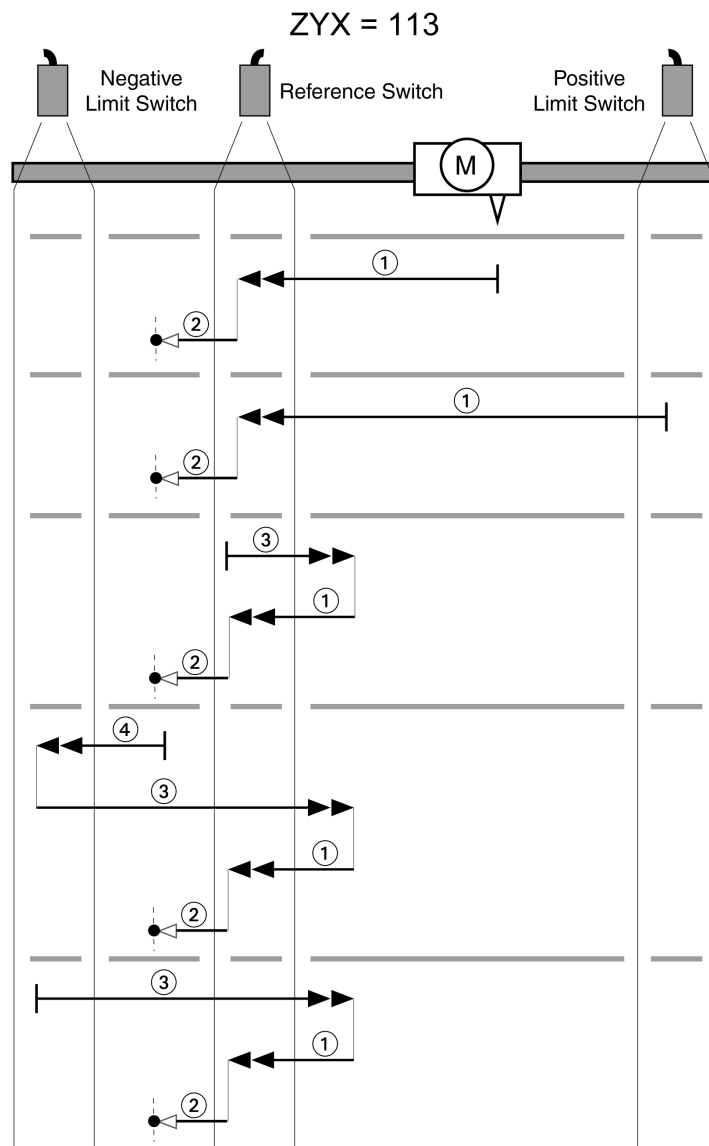 ZYX = 113
Negative
Limit Switch
Reference Switch
Positive
Limit Switch
M
1
2
1
2
3
1
2
4
3
1
2
3
1
2